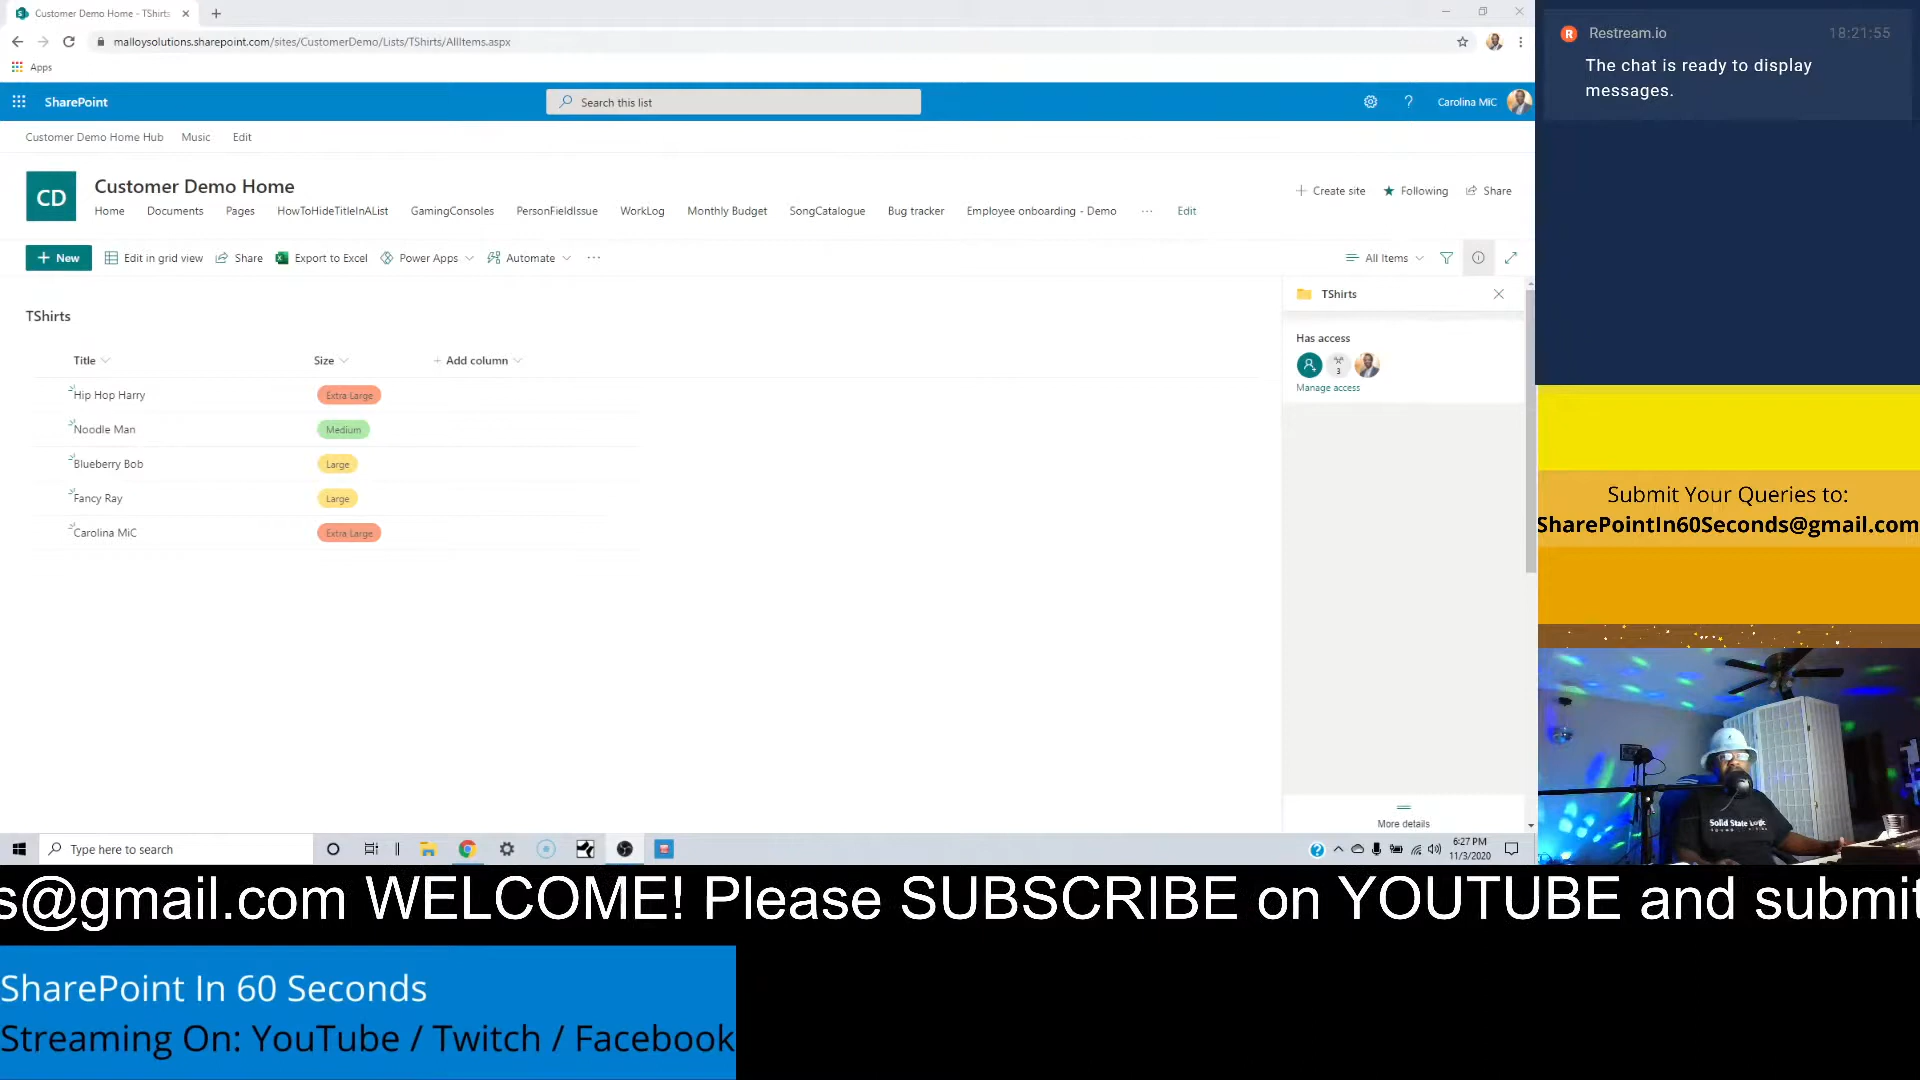 Customer Demo Home - TShirts
malloysolutions.sharepoint.com/sites/CustomerDemo/Lists/TShirts/AllItems.aspx
Apps
SharePoint
Search this list
?
Carolina MiC
Customer Demo Home Hub
Music
Edit
CD
Customer Demo Home
Home
Documents
Pages
HowToHideTitleInAList
GamingConsoles
PersonFieldIssue
WorkLog
Monthly Budget
SongCatalogue
Bug tracker
Employee onboarding - Demo
...
Edit
+ Create site
Following
Share
+ New
Edit in grid view
Share
Export to Excel
Power Apps
Automate
...
All Items
TShirts
Title
Size
+ Add column
Hip Hop Harry
Extra Large
Noodle Man
Medium
Blueberry Bob
Large
Fancy Ray
Large
Carolina MiC
Extra Large
TShirts
Has access
3
Manage access
More details
Type here to search
6:27 PM
11/3/2020
R
Restream.io
18:21:55
The chat is ready to display
messages.
Submit Your Queries to:
SharePointIn60Seconds@gmail.com
Solid State Logic
s@gmail.com WELCOME! Please SUBSCRIBE on YOUTUBE and submit
SharePoint In 60 Seconds
Streaming On: YouTube / Twitch / Facebook